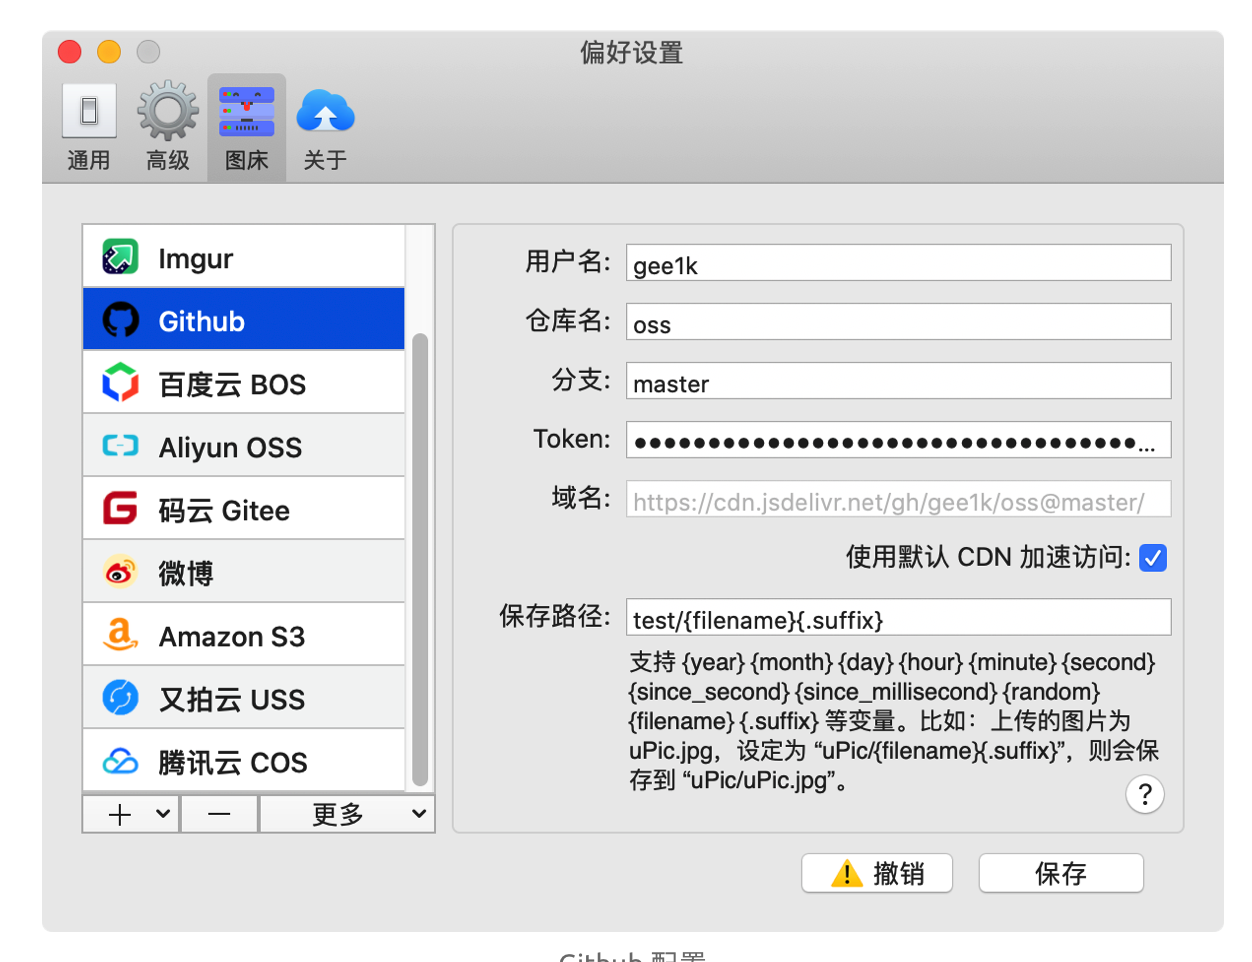 偏好设置
通用
高级
图床
关于
Imgur
Github
百度云 BOS
Aliyun OSS
码云 Gitee
微博
Amazon S3
又拍云 USS
腾讯云 COS
更多
用户名:
gee1k
仓库名:
oss
分支:
master
Token:
●●●●●●●●●●●●●●●●●●●●●●●●●●●●●●●●●●...
域名:
https://cdn.jsdelivr.net/gh/gee1k/oss@master/
使用默认 CDN 加速访问:
保存路径:
test/{filename}{.suffix}
支持 {year} {month} {day} {hour} {minute} {second}
{since_second} {since_millisecond} {random}
{filename} {.suffix} 等变量。比如：上传的图片为
uPic.jpg，设定为 “uPic/{filename}{.suffix}”，则会保
存到 “uPic/uPic.jpg”。
?
撤销
保存
Github 配置